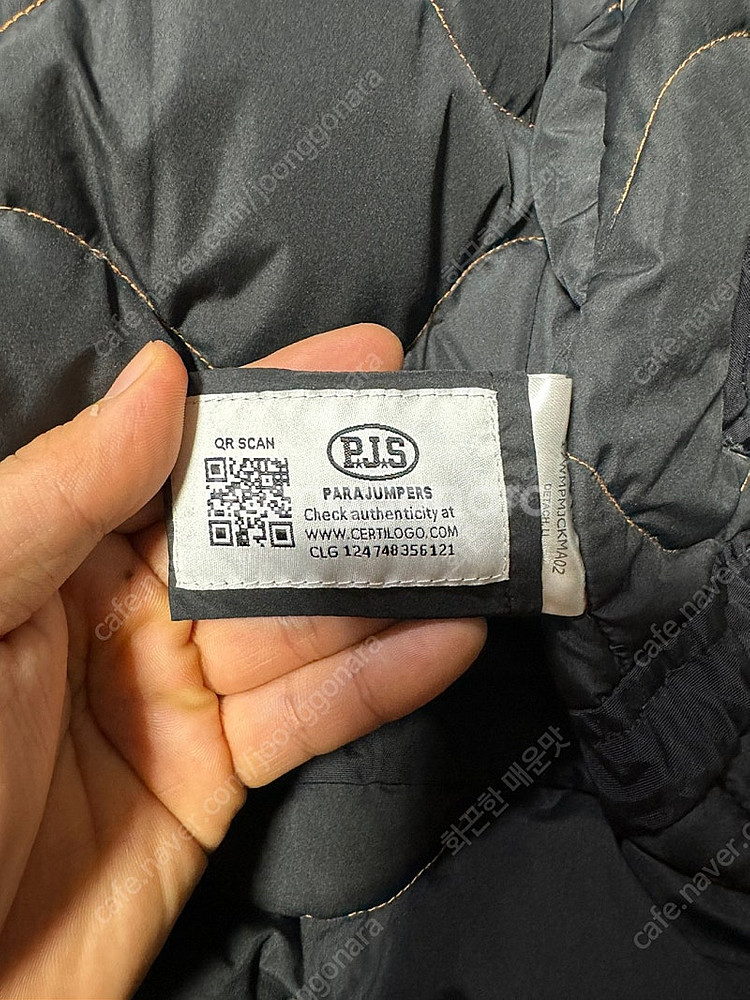 QR SCAN
P.J.S
PARAJUMPERS
Check authenticity at
WWW.CERTILOGO.COM
CLG 124748356121
cafe.naver.com/joonggonara
화끈한 매운맛